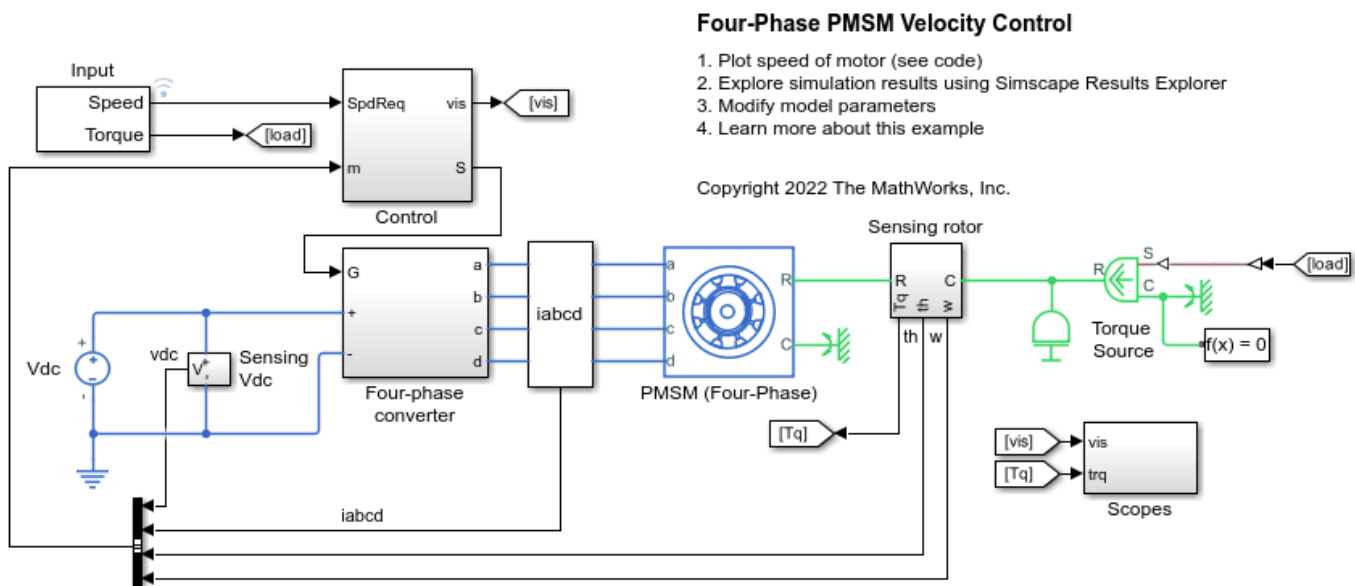 Four-Phase PMSM Velocity Control
1. Plot speed of motor (see code)
2. Explore simulation results using Simscape Results Explorer
3. Modify model parameters
4. Learn more about this example
Copyright 2022 The MathWorks, Inc.
Input
Speed
Torque
[load]
SpdReq
vis
m
S
Control
[vis]
G
a
b
c
d
+
-
Four-phase
converter
iabcd
a
b
c
d
R
C
PMSM (Four-Phase)
Sensing rotor
R
C
Tq
th
w
th
w
R
S
C
Torque
Source
[load]
f(x) = 0
Vdc
+
-
vdc
V
+
-
Sensing
Vdc
[Tq]
iabcd
[vis]
[Tq]
vis
trq
Scopes